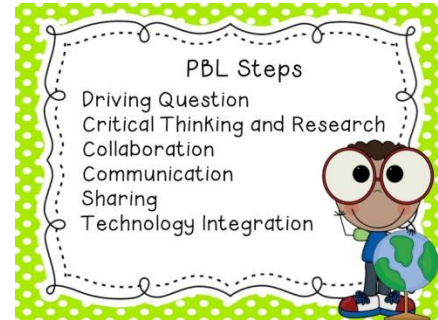 PBL Steps
Driving Question
Critical Thinking and Research
Collaboration
Communication
Sharing
Technology Integration